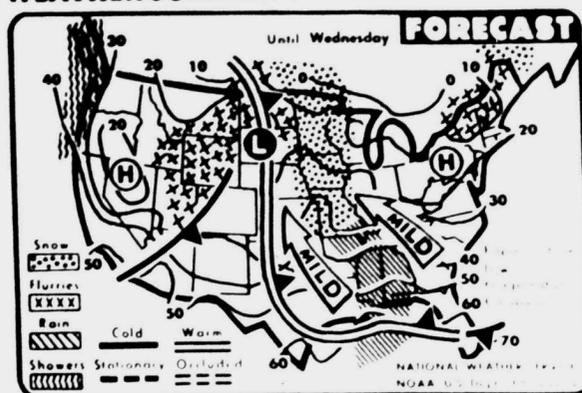 FORECAST
Until Wednesday
30
40
20
10
0
0
10
20
20
30
H
L
H
MILD
MILD
Snow
Flurries
Rain
Showers
Cold
Warm
Stationary
Occluded
50
50
60
40
50
60
70
NATIONAL WEATHER
NOAA U S